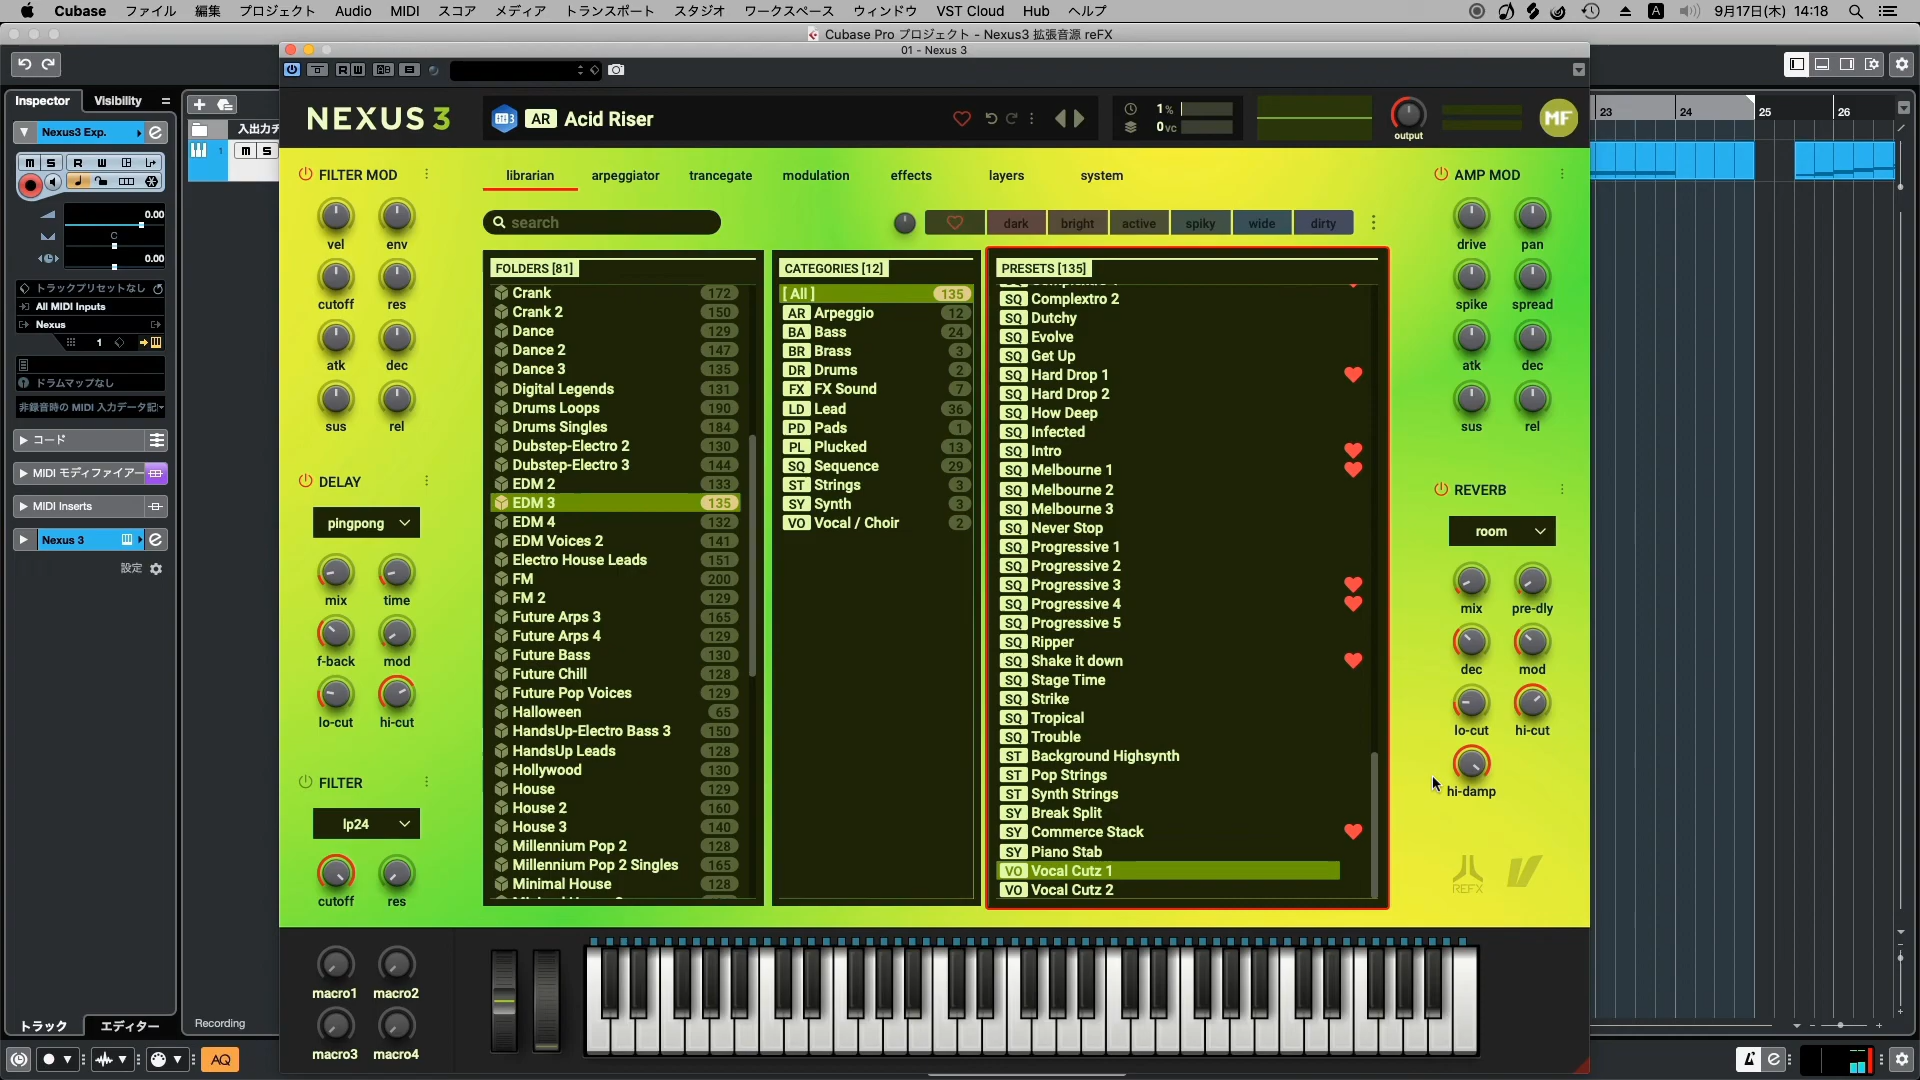 Cubase ファイル 編集 プロジェクト Audio MIDI スコア メディア トランスポート スタジオ ワークスペース ウィンドウ VST Cloud Hub ヘルプ
A 9月17日(木) 14:18
Cubase Pro プロジェクト - Nexus3 拡張音源 reFX
01 - Nexus 3
R W
Inspector Visibility
Nexus3 Exp.
m S R W
0.00
C
0.00
トラックプリセットなし
All MIDI Inputs
Nexus
1
ドラムマップなし
非録音時の MIDI 入力データ記
コード
MIDI モディファイアー
MIDI Inserts
Nexus 3
設定
トラック エディター
入出力チ
1 m S
Recording
AQ
23 24 25 26
NEXUS 3
AR Acid Riser
1 %
0 vc
output
MF
librarian arpeggiator trancegate modulation effects layers system
search
dark bright active spiky wide dirty
FILTER MOD
vel env
cutoff res
atk dec
sus rel
DELAY
pingpong
mix time
f-back mod
lo-cut hi-cut
FILTER
lp24
cutoff res
FOLDERS [81]
Crank 172
Crank 2 150
Dance 129
Dance 2 147
Dance 3 135
Digital Legends 131
Drums Loops 190
Drums Singles 184
Dubstep-Electro 2 130
Dubstep-Electro 3 144
EDM 2 133
EDM 3 135
EDM 4 132
EDM Voices 2 141
Electro House Leads 151
FM 200
FM 2 129
Future Arps 3 165
Future Arps 4 129
Future Bass 130
Future Chill 128
Future Pop Voices 129
Halloween 65
HandsUp-Electro Bass 3 150
HandsUp Leads 128
Hollywood 130
House 129
House 2 160
House 3 140
Millennium Pop 2 128
Millennium Pop 2 Singles 165
Minimal House 128
CATEGORIES [12]
[ All ] 135
AR Arpeggio 12
BA Bass 24
BR Brass 3
DR Drums 2
FX FX Sound 7
LD Lead 36
PD Pads 1
PL Plucked 13
SQ Sequence 29
ST Strings 3
SY Synth 3
VO Vocal / Choir 2
PRESETS [135]
SQ Complextro 2
SQ Dutchy
SQ Evolve
SQ Get Up
SQ Hard Drop 1
SQ Hard Drop 2
SQ How Deep
SQ Infected
SQ Intro
SQ Melbourne 1
SQ Melbourne 2
SQ Melbourne 3
SQ Never Stop
SQ Progressive 1
SQ Progressive 2
SQ Progressive 3
SQ Progressive 4
SQ Progressive 5
SQ Ripper
SQ Shake it down
SQ Stage Time
SQ Strike
SQ Tropical
SQ Trouble
ST Background Highsynth
ST Pop Strings
ST Synth Strings
SY Break Split
SY Commerce Stack
SY Piano Stab
VO Vocal Cutz 1
VO Vocal Cutz 2
AMP MOD
drive pan
spike spread
atk dec
sus rel
REVERB
room
mix pre-dly
dec mod
lo-cut hi-cut
hi-damp
REFX
macro1 macro2
macro3 macro4